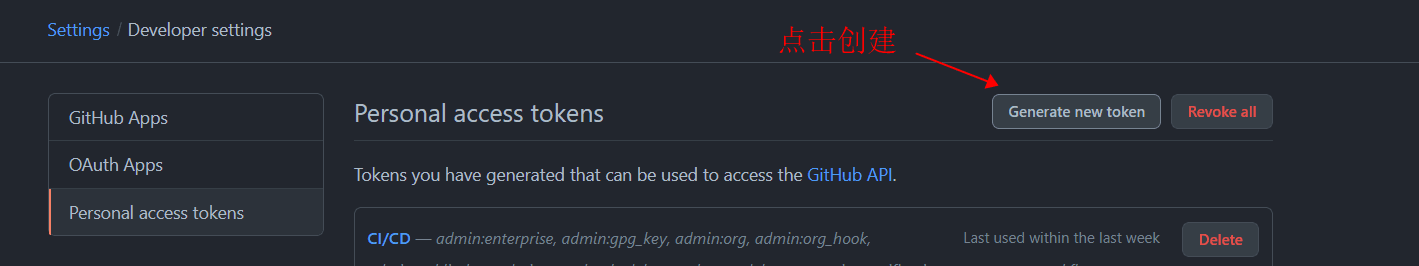 Settings / Developer settings
点击创建
GitHub Apps
OAuth Apps
Personal access tokens
Personal access tokens
Generate new token
Revoke all
Tokens you have generated that can be used to access the GitHub API.
CI/CD — admin:enterprise, admin:gpg_key, admin:org, admin:org_hook,
Last used within the last week
Delete